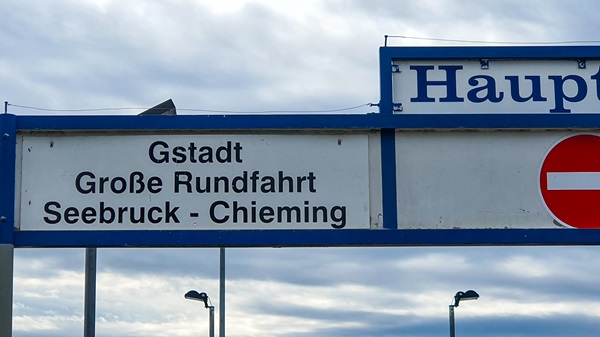 Haupt
Gstadt
Große Rundfahrt
Seebruck - Chieming